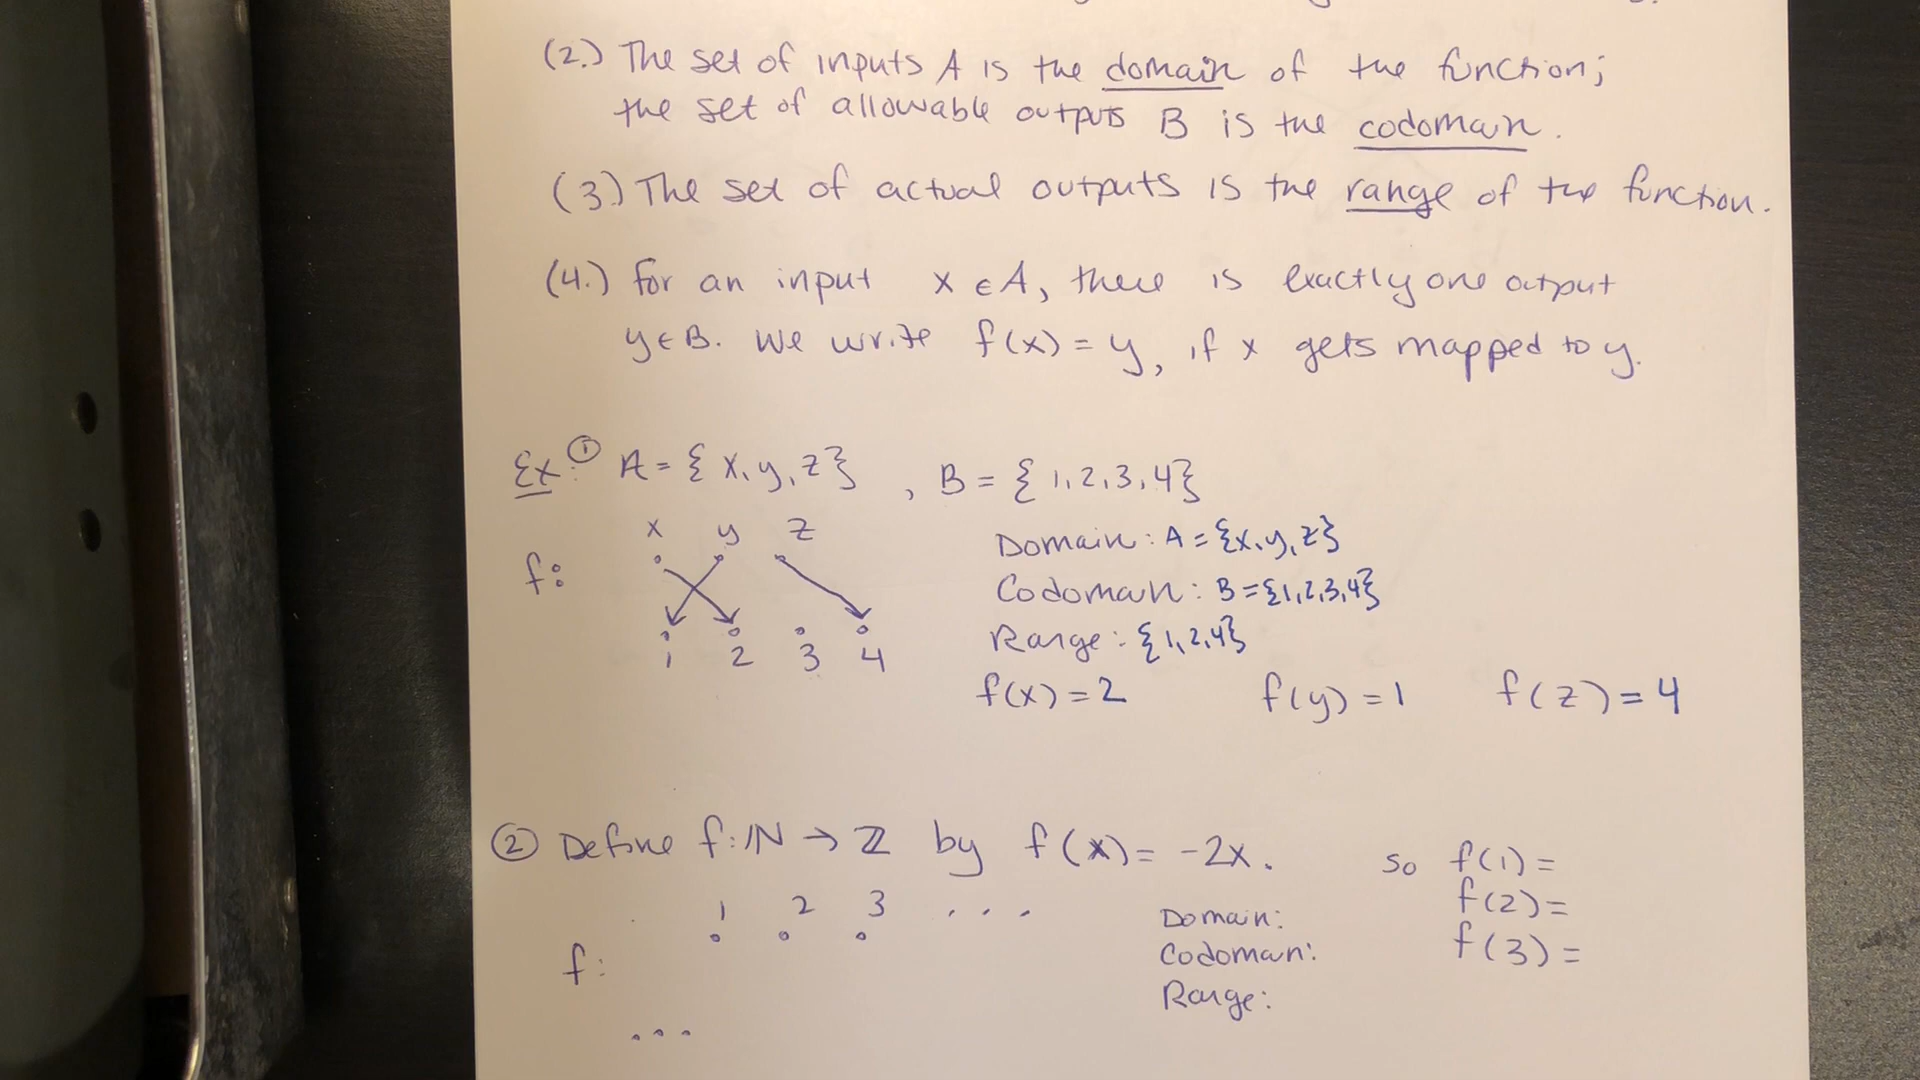 (2.) The set of inputs A is the domain of the function;
the set of allowable outputs B is the codomain.
(3.) The set of actual outputs is the range of the function.
(4.) for an input x ∈ A, there is exactly one output
y ∈ B. We write f(x) = y, if x gets mapped to y.
Ex: ① A = {x, y, z}, B = {1, 2, 3, 4}
x y z
Domain: A = {x, y, z}
f:
Codomain: B = {1,2,3,4}
Range: {1,2,4}
1 2 3 4
f(x) = 2 f(y) = 1 f(z) = 4
② Define f: ℕ → ℤ by f(x) = -2x. so f(1) =
f(2) =
f(3) =
1 2 3 ...
Domain:
Codomain:
Range:
f:
...